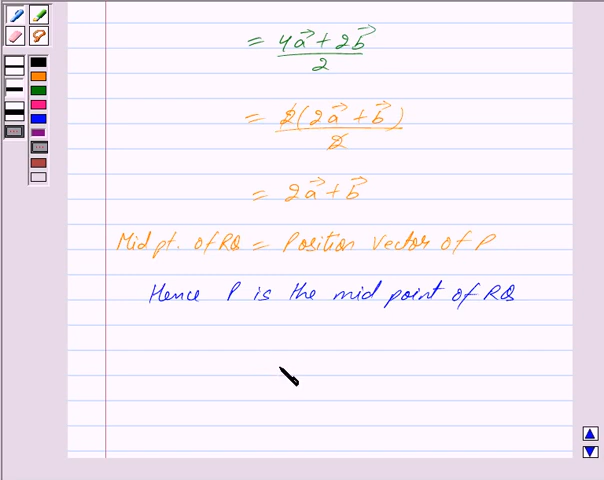 = 4a⃗ + 2b⃗ / 2
= 2(2a⃗ + b⃗) / 2
= 2a⃗ + b⃗
Mid pt. of RQ = Position vector of P
Hence P is the mid point of RQ